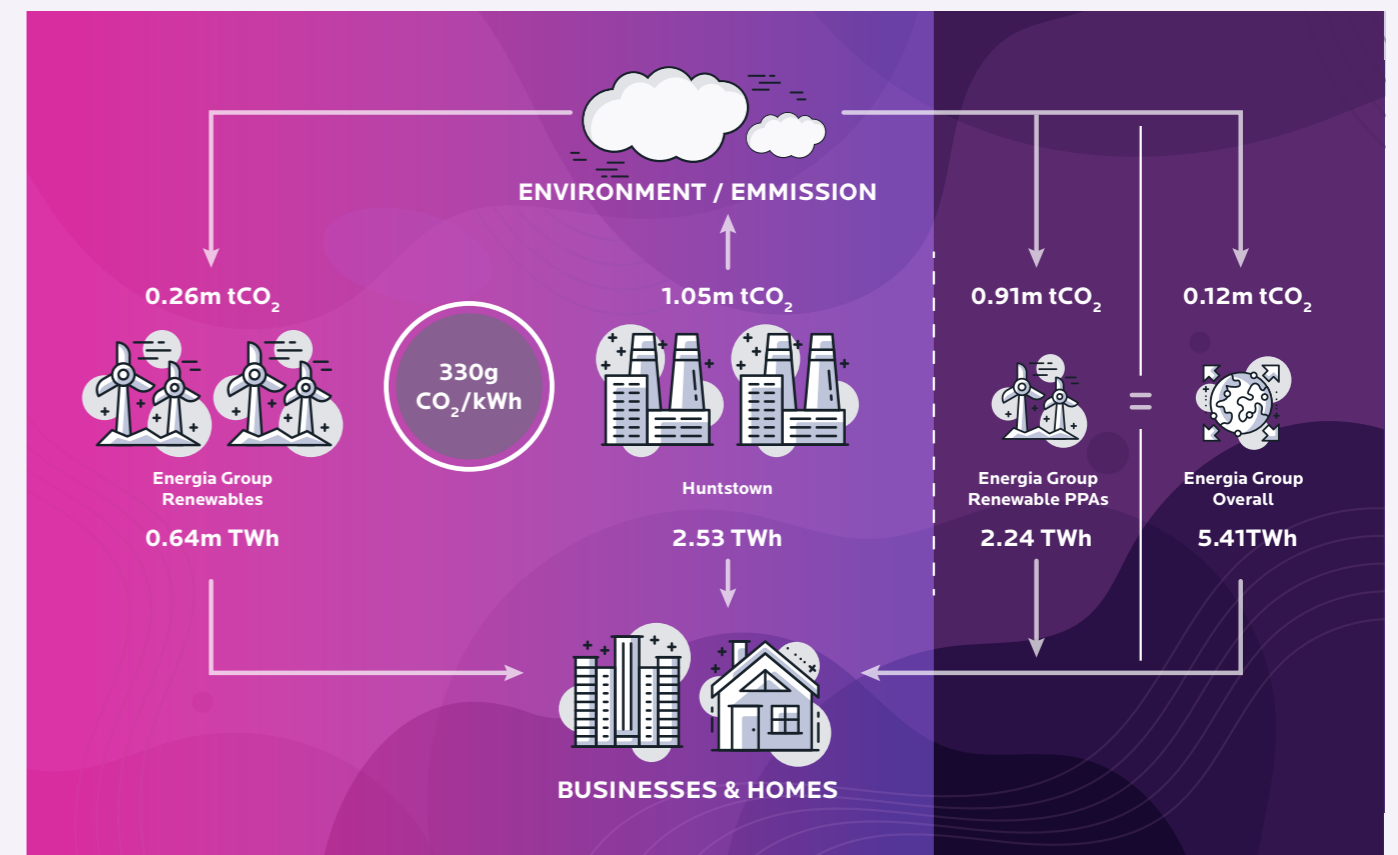 ENVIRONMENT / EMMISSION
0.26m tCO₂
1.05m tCO₂
0.91m tCO₂
0.12m tCO₂
330g
CO₂/kWh
=
Energia Group
Renewables
Huntstown
Energia Group
Renewable PPAs
Energia Group
Overall
0.64m TWh
2.53 TWh
2.24 TWh
5.41TWh
BUSINESSES & HOMES